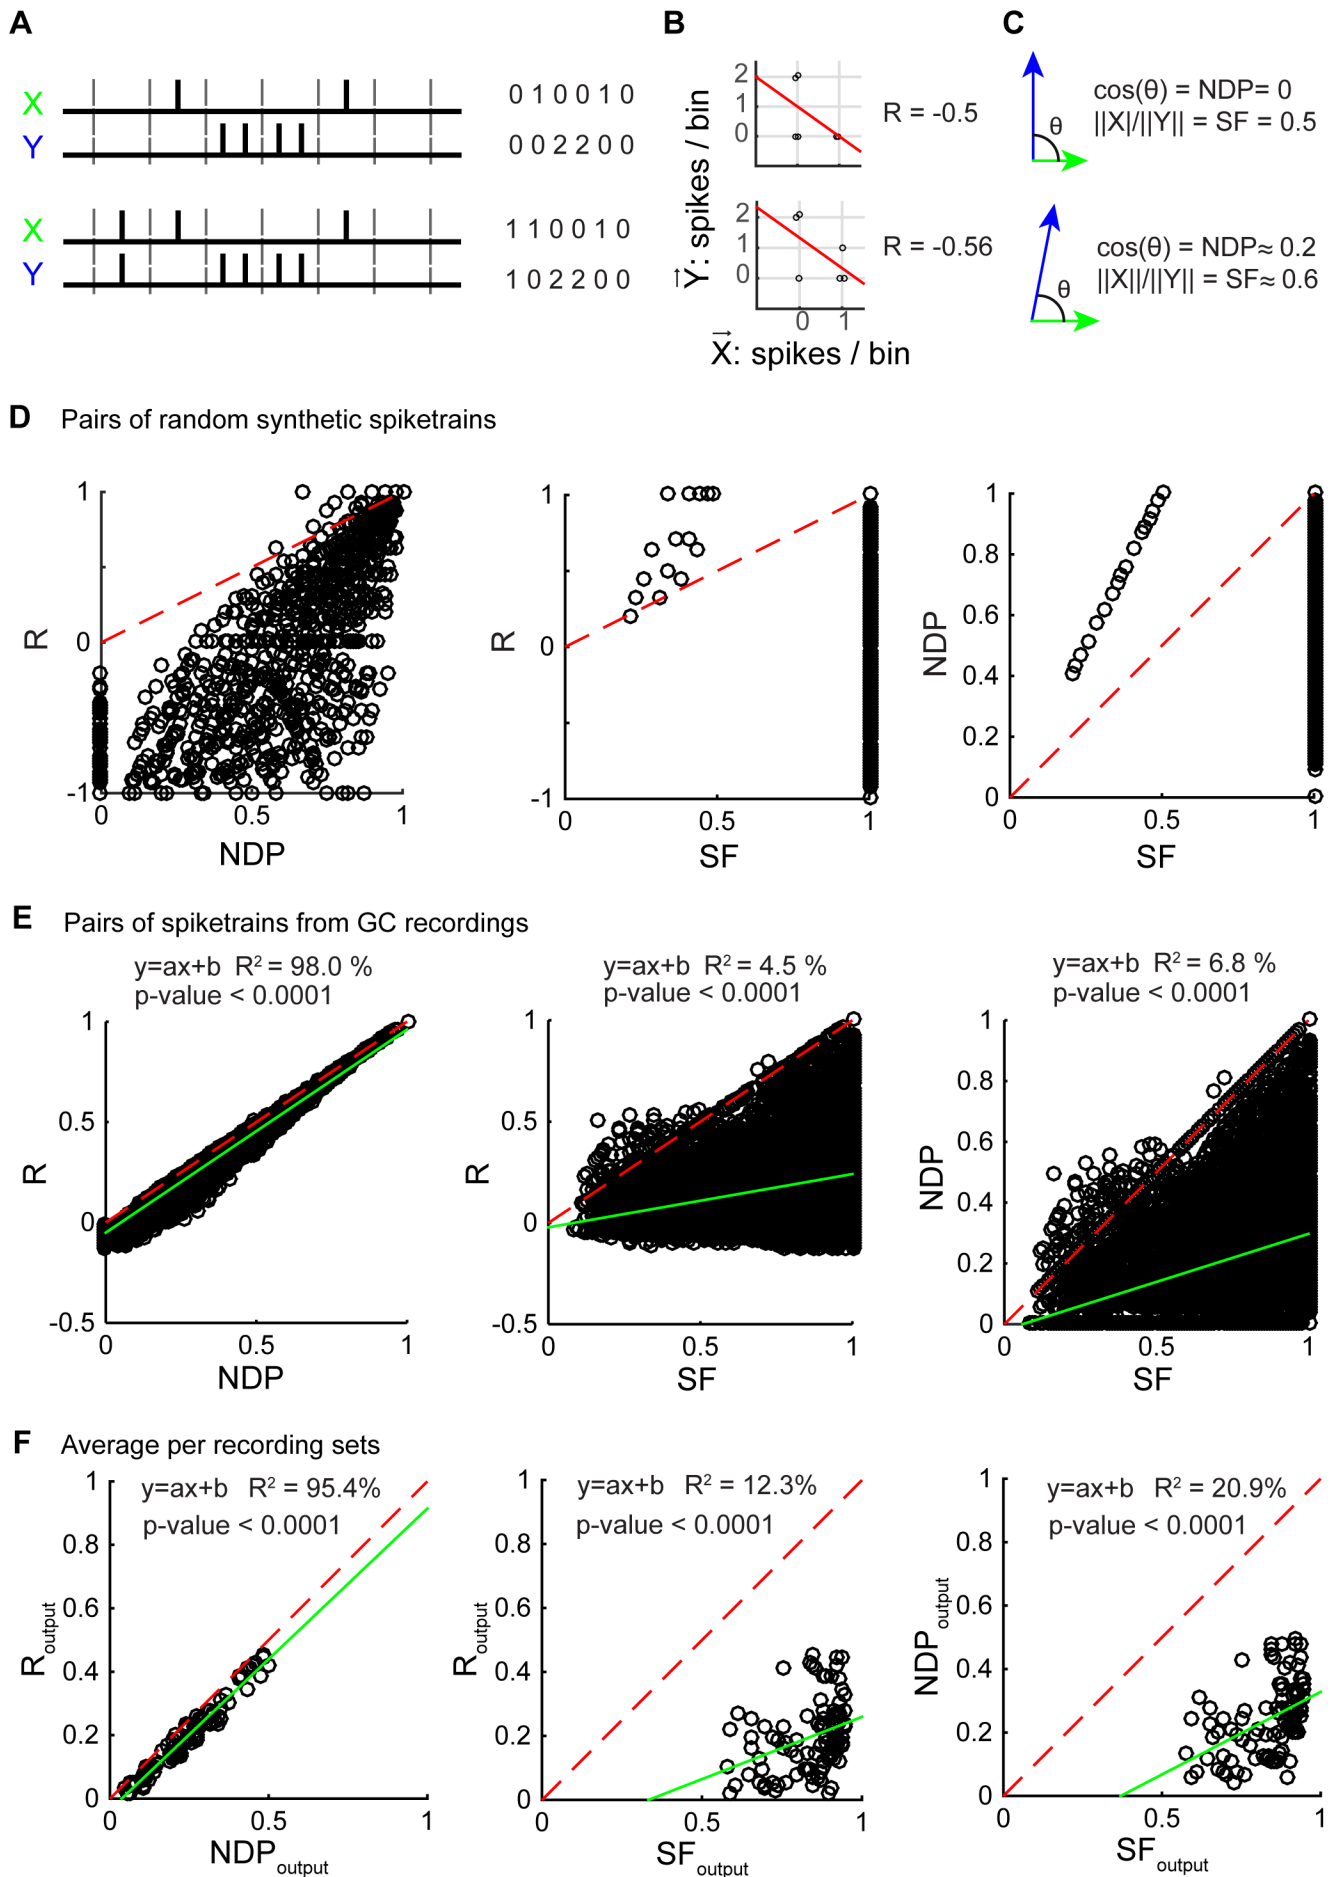 A
X
Y
0 1 0 0 1 0
0 0 2 2 0 0
X
Y
1 1 0 0 1 0
1 0 2 2 0 0
B
2
1
0
R = -0.5
2
1
0
R = -0.56
0 1
Y: spikes / bin
X: spikes / bin
C
θ
cos(θ) = NDP= 0
||X|/||Y|| = SF = 0.5
θ
cos(θ) = NDP≈ 0.2
||X||/||Y|| = SF≈ 0.6
D Pairs of random synthetic spiketrains
1
0
-1
R
0 0.5 1
NDP
1
0
-1
R
0 0.5 1
SF
1
0.8
0.6
0.4
0.2
0
NDP
0 0.5 1
SF
E Pairs of spiketrains from GC recordings
y=ax+b R² = 98.0 %
p-value < 0.0001
1
0.5
0
-0.5
R
0 0.5 1
NDP
y=ax+b R² = 4.5 %
p-value < 0.0001
1
0.5
0
-0.5
R
0 0.5 1
SF
y=ax+b R² = 6.8 %
p-value < 0.0001
1
0.8
0.6
0.4
0.2
0
NDP
0 0.5 1
SF
F Average per recording sets
y=ax+b R² = 95.4%
p-value < 0.0001
1
0.8
0.6
0.4
0.2
0
Routput
0 0.5 1
NDPoutput
y=ax+b R² = 12.3%
p-value < 0.0001
1
0.8
0.6
0.4
0.2
0
Routput
0 0.5 1
SFoutput
y=ax+b R² = 20.9%
p-value < 0.0001
1
0.8
0.6
0.4
0.2
0
NDPoutput
0 0.5 1
SFoutput